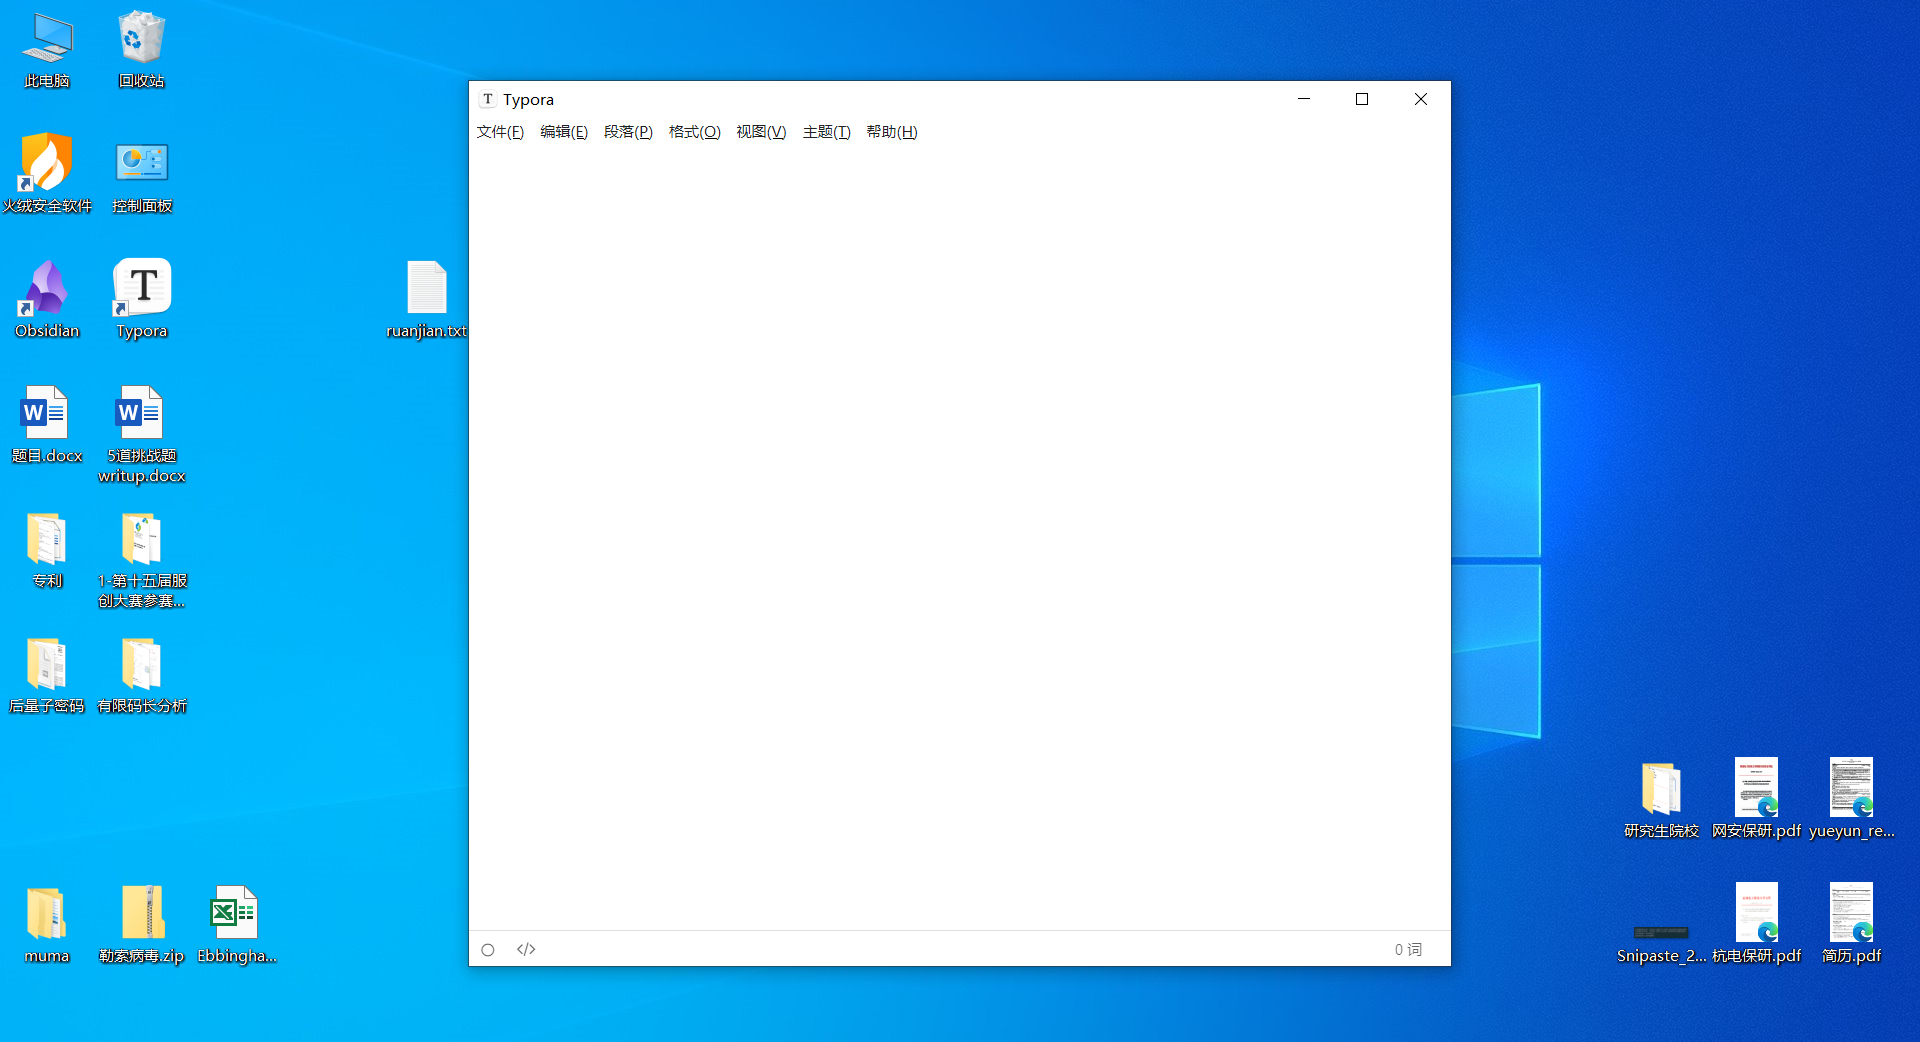 此电脑
回收站
火绒安全软件
控制面板
Obsidian
Typora
ruanjian.txt
题目.docx
5道挑战题
writup.docx
专利
1-第十五届服
创大赛参赛...
后量子密码
有限码长分析
muma
勒索病毒.zip
Ebbingha...
Typora
文件(F) 编辑(E) 段落(P) 格式(O) 视图(V) 主题(T) 帮助(H)
</> 0 词
研究生院校
网安保研.pdf
yueyun_re...
Snipaste_2...
杭电保研.pdf
简历.pdf